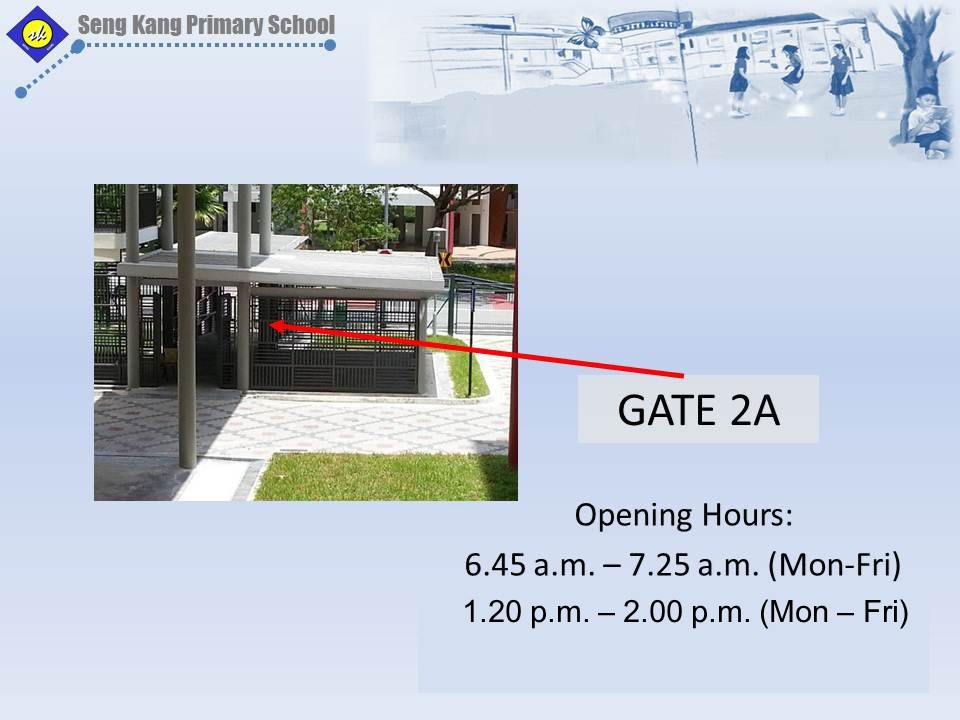 Seng Kang Primary School
GATE 2A
Opening Hours:
6.45 a.m. – 7.25 a.m. (Mon-Fri)
1.20 p.m. – 2.00 p.m. (Mon – Fri)